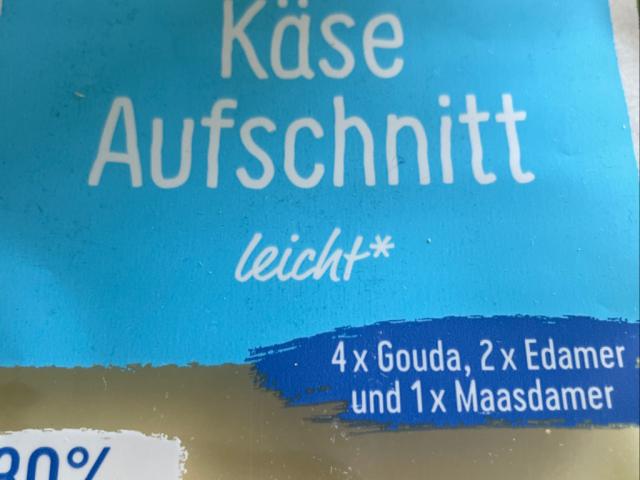 Käse
Aufschnitt
leicht*
4 x Gouda, 2 x Edamer
und 1 x Maasdamer